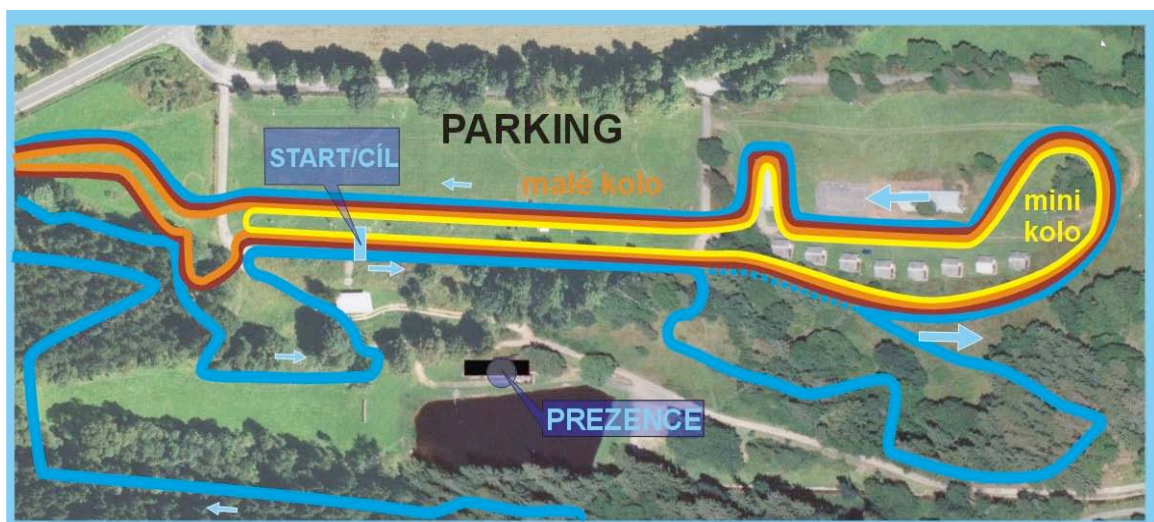 PARKING
START/CÍL
malé kolo
mini
kolo
PREZENCE